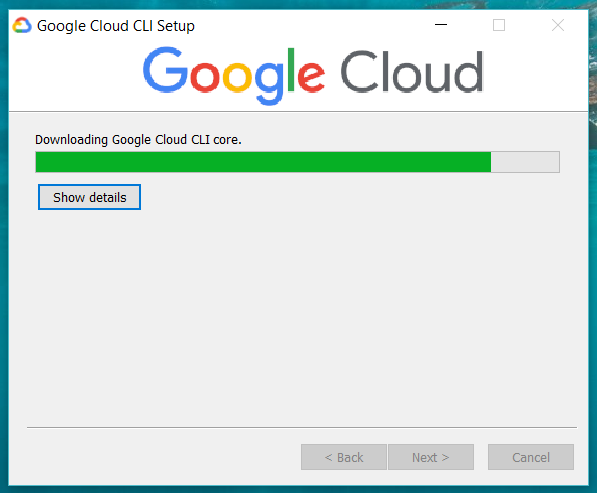 Google Cloud CLI Setup
Google Cloud
Downloading Google Cloud CLI core.
Show details
< Back
Next >
Cancel